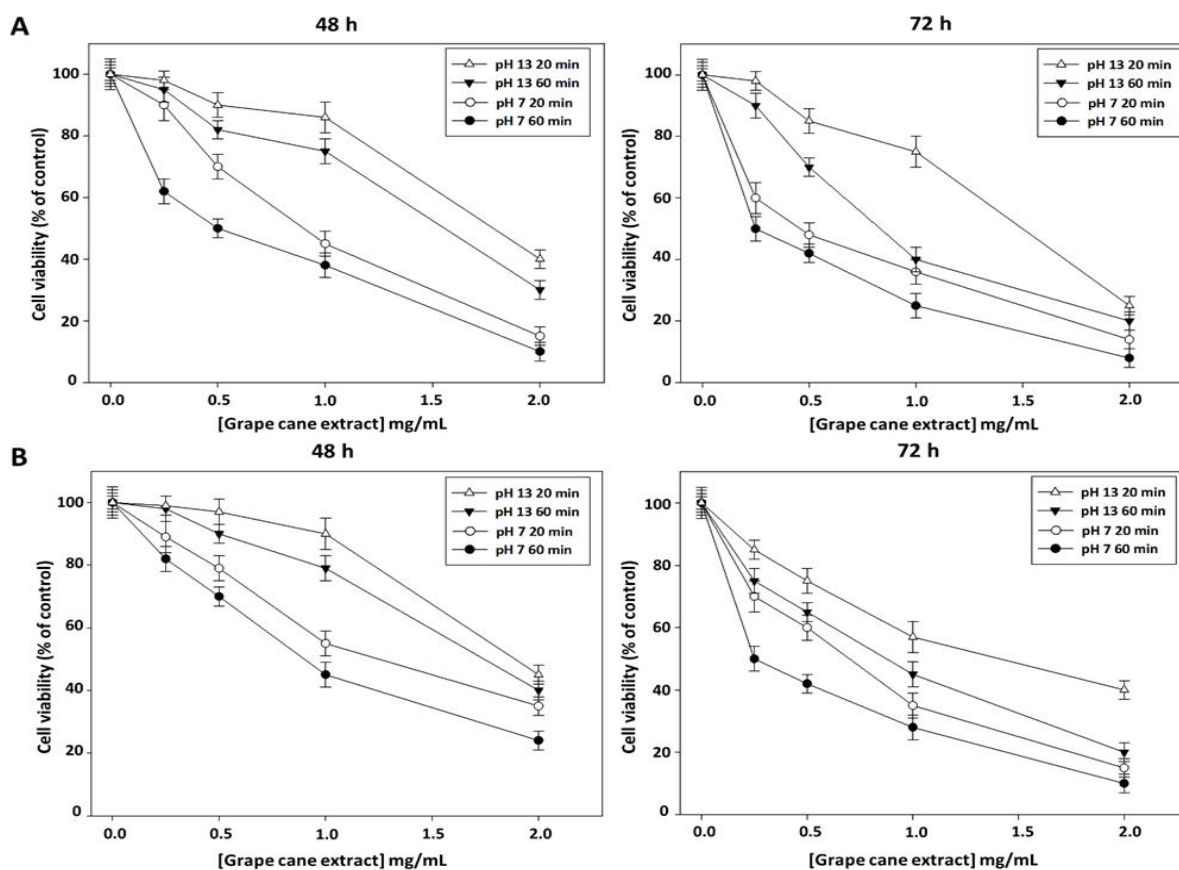 A
48 h
pH 13 20 min
pH 13 60 min
pH 7 20 min
pH 7 60 min
Cell viability (% of control)
100
80
60
40
20
0
0.0 0.5 1.0 1.5 2.0
[Grape cane extract] mg/mL
72 h
pH 13 20 min
pH 13 60 min
pH 7 20 min
pH 7 60 min
Cell viability (% of control)
100
80
60
40
20
0
0.0 0.5 1.0 1.5 2.0
[Grape cane extract] mg/mL
B
48 h
pH 13 20 min
pH 13 60 min
pH 7 20 min
pH 7 60 min
Cell viability (% of control)
100
80
60
40
20
0
0.0 0.5 1.0 1.5 2.0
[Grape cane extract] mg/mL
72 h
pH 13 20 min
pH 13 60 min
pH 7 20 min
pH 7 60 min
Cell viability (% of control)
100
80
60
40
20
0
0.0 0.5 1.0 1.5 2.0
[Grape cane extract] mg/mL